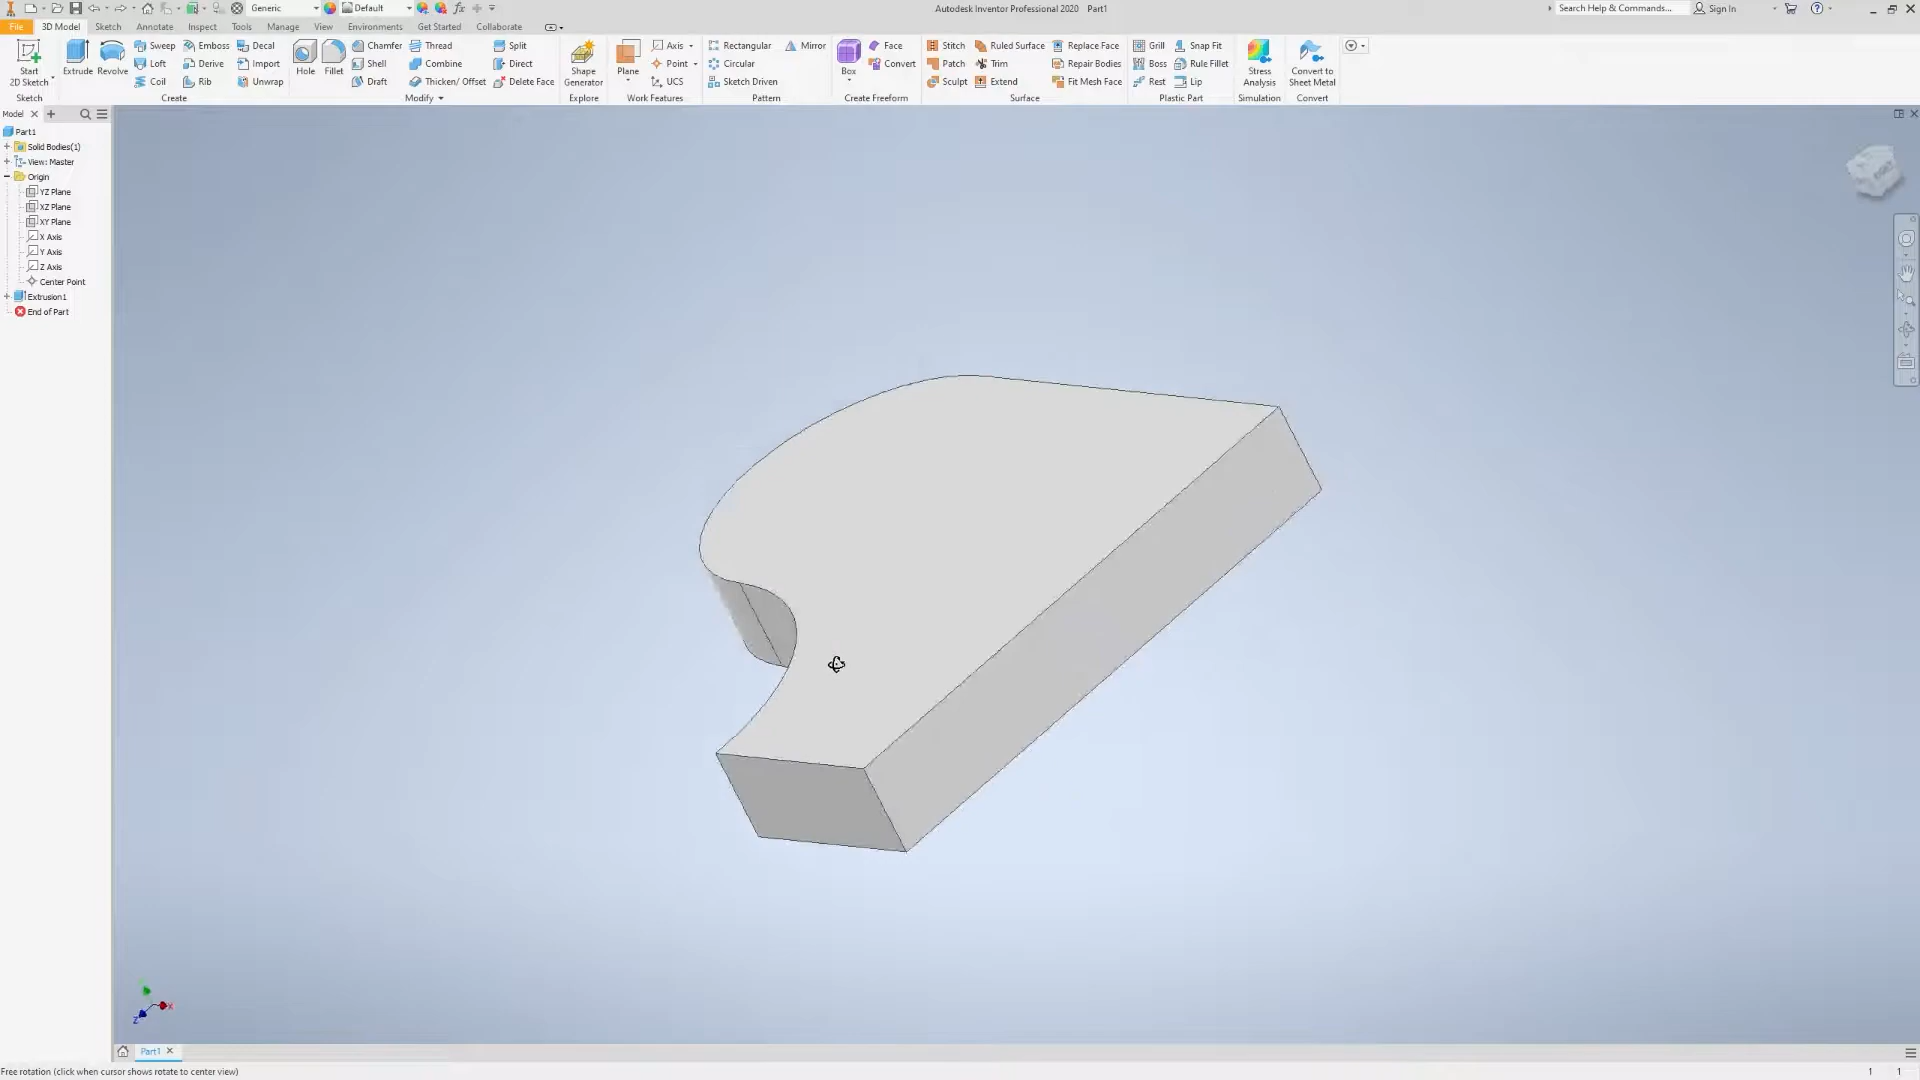 Generic Default fx Autodesk Inventor Professional 2020 Part1 Search Help & Commands... Sign In
File 3D Model Sketch Annotate Inspect Tools Manage View Environments Get Started Collaborate
Start 2D Sketch
Extrude
Revolve
Sweep Emboss Decal
Loft Derive Import
Coil Rib Unwrap
Hole
Fillet
Chamfer Thread Split
Shell Combine Direct
Draft Thicken/ Offset Delete Face
Shape Generator
Plane
Axis
Point
UCS
Rectangular Mirror
Circular
Sketch Driven
Box
Face
Convert
Stitch Ruled Surface Replace Face
Patch Trim Repair Bodies
Sculpt Extend Fit Mesh Face
Grill Snap Fit
Boss Rule Fillet
Rest Lip
Stress Analysis
Convert to Sheet Metal
Sketch Create Modify Explore Work Features Pattern Create Freeform Surface Plastic Part Simulation Convert
Model
Part1
Solid Bodies(1)
View: Master
Origin
YZ Plane
XZ Plane
XY Plane
X Axis
Y Axis
Z Axis
Center Point
Extrusion1
End of Part
X
Z
Part1
Free rotation (click when cursor shows rotate to center view) 1 1